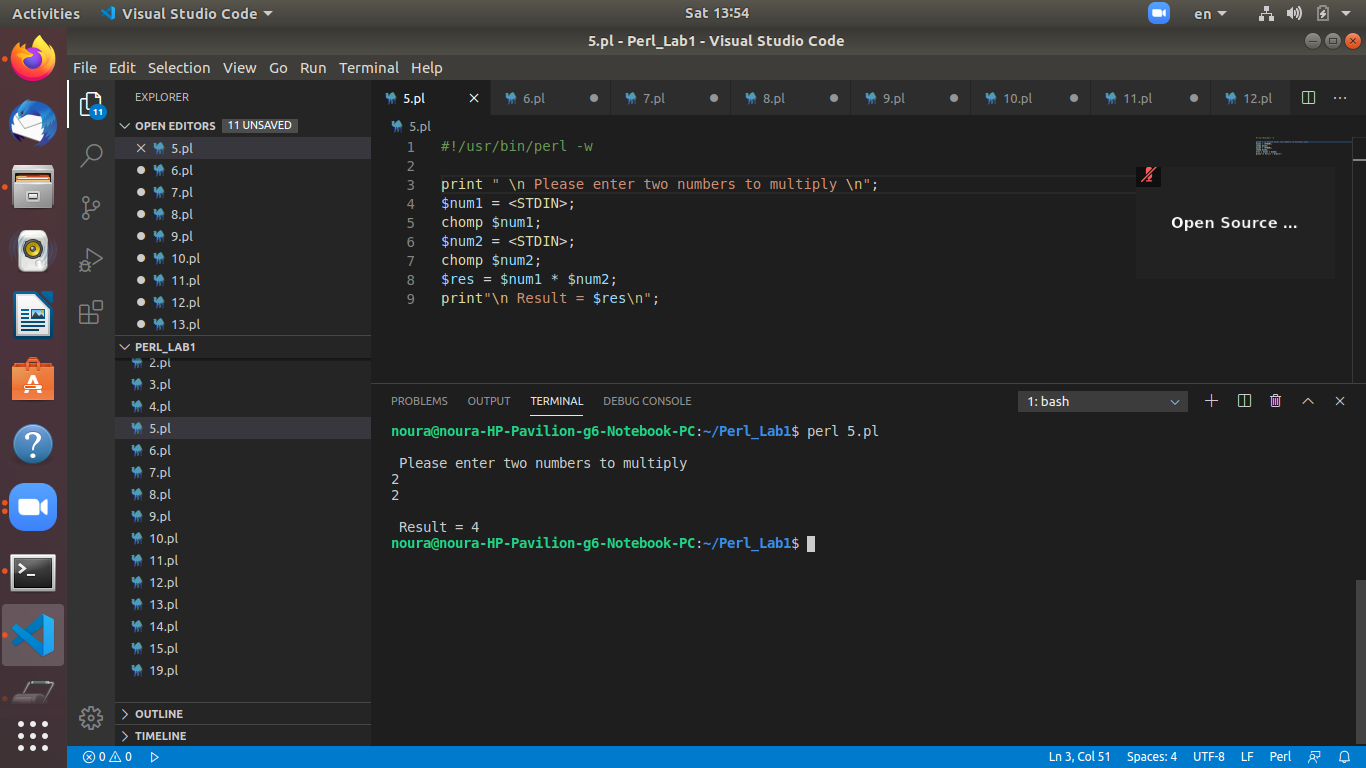 Activities Visual Studio Code Sat 13:54 en
5.pl - Perl_Lab1 - Visual Studio Code
File Edit Selection View Go Run Terminal Help
11
EXPLORER
OPEN EDITORS 11 UNSAVED
5.pl
6.pl
7.pl
8.pl
9.pl
10.pl
11.pl
12.pl
13.pl
PERL_LAB1
2.pl
3.pl
4.pl
5.pl
6.pl
7.pl
8.pl
9.pl
10.pl
11.pl
12.pl
13.pl
14.pl
15.pl
19.pl
OUTLINE
TIMELINE
5.pl 6.pl 7.pl 8.pl 9.pl 10.pl 11.pl 12.pl
5.pl
1 #!/usr/bin/perl -w
2
3 print " \n Please enter two numbers to multiply \n";
4 $num1 = <STDIN>;
5 chomp $num1;
6 $num2 = <STDIN>;
7 chomp $num2;
8 $res = $num1 * $num2;
9 print"\n Result = $res\n";
Open Source ...
PROBLEMS OUTPUT TERMINAL DEBUG CONSOLE 1: bash
noura@noura-HP-Pavilion-g6-Notebook-PC:~/Perl_Lab1$ perl 5.pl
Please enter two numbers to multiply
2
2
Result = 4
noura@noura-HP-Pavilion-g6-Notebook-PC:~/Perl_Lab1$
0 0 Ln 3, Col 51 Spaces: 4 UTF-8 LF Perl